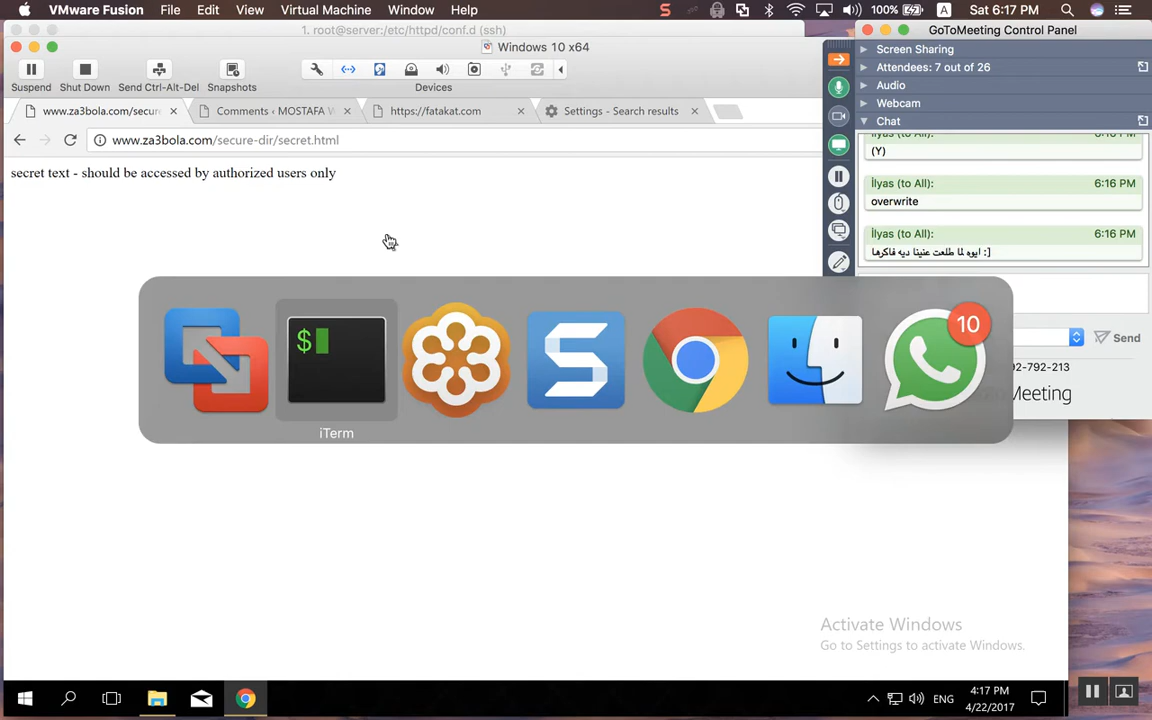 VMware Fusion File Edit View Virtual Machine Window Help
100% A Sat 6:17 PM
1. root@server:/etc/httpd/conf.d (ssh)
Windows 10 x64
Suspend Shut Down Send Ctrl-Alt-Del Snapshots Devices
www.za3bola.com/secure Comments ‹ MOSTAFA W https://fatakat.com Settings - Search results
www.za3bola.com/secure-dir/secret.html
secret text - should be accessed by authorized users only
GoToMeeting Control Panel
Screen Sharing
Attendees: 7 out of 26
Audio
Webcam
Chat
İlyas (to All): 6:16 PM
(Y)
İlyas (to All): 6:16 PM
overwrite
İlyas (to All): 6:16 PM
ايوه لما طلعت عنينا ديه فاكرها :]
Send
92-792-213
Meeting
$
10
iTerm
Activate Windows
Go to Settings to activate Windows.
ENG
4:17 PM
4/22/2017